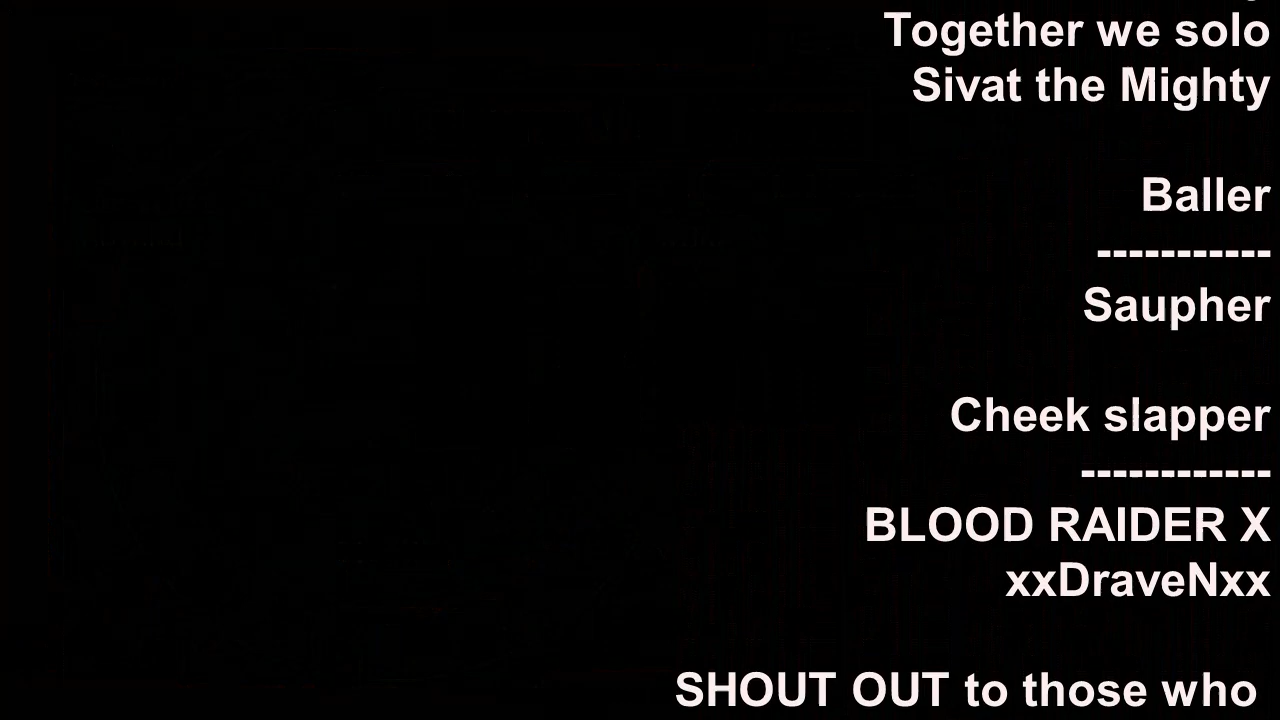 Together we solo
Sivat the Mighty
Baller
-----------
Saupher
Cheek slapper
------------
BLOOD RAIDER X
xxDraveNxx
SHOUT OUT to those who